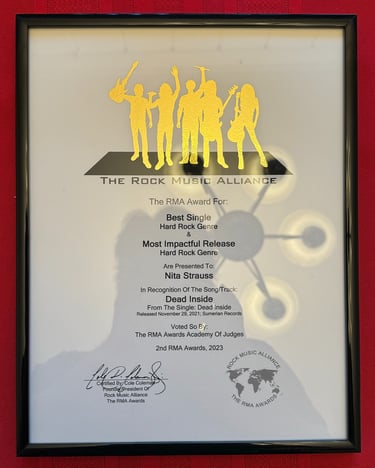 THE ROCK MUSIC ALLIANCE
The RMA Award For:
Best Single
Hard Rock Genre
&
Most Impactful Release
Hard Rock Genre
Are Presented To:
Nita Strauss
In Recognition Of The Song/Track:
Dead Inside
From The Single: Dead Inside
Released November 29, 2021; Sumerian Records
Voted So By:
The RMA Awards Academy Of Judges
2nd RMA Awards, 2023
Certified By: Cole Coleman
President Of
Rock Music Alliance
The RMA Awards
ROCK MUSIC ALLIANCE
THE RMA AWARDS